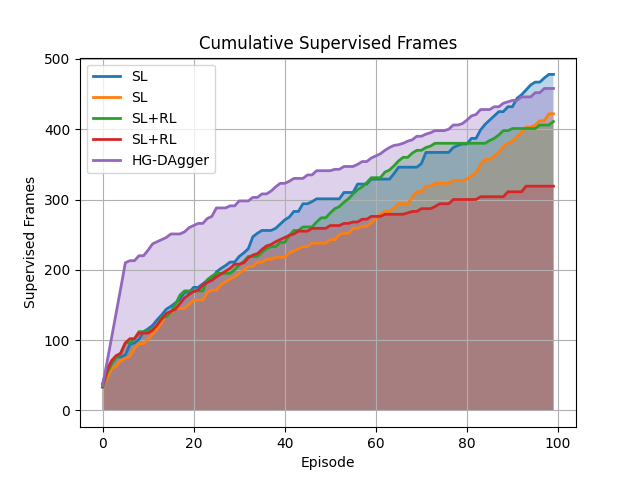 Cumulative Supervised Frames
500
400
300
200
100
0
Supervised Frames
SL
SL
SL+RL
SL+RL
HG-DAgger
0 20 40 60 80 100
Episode